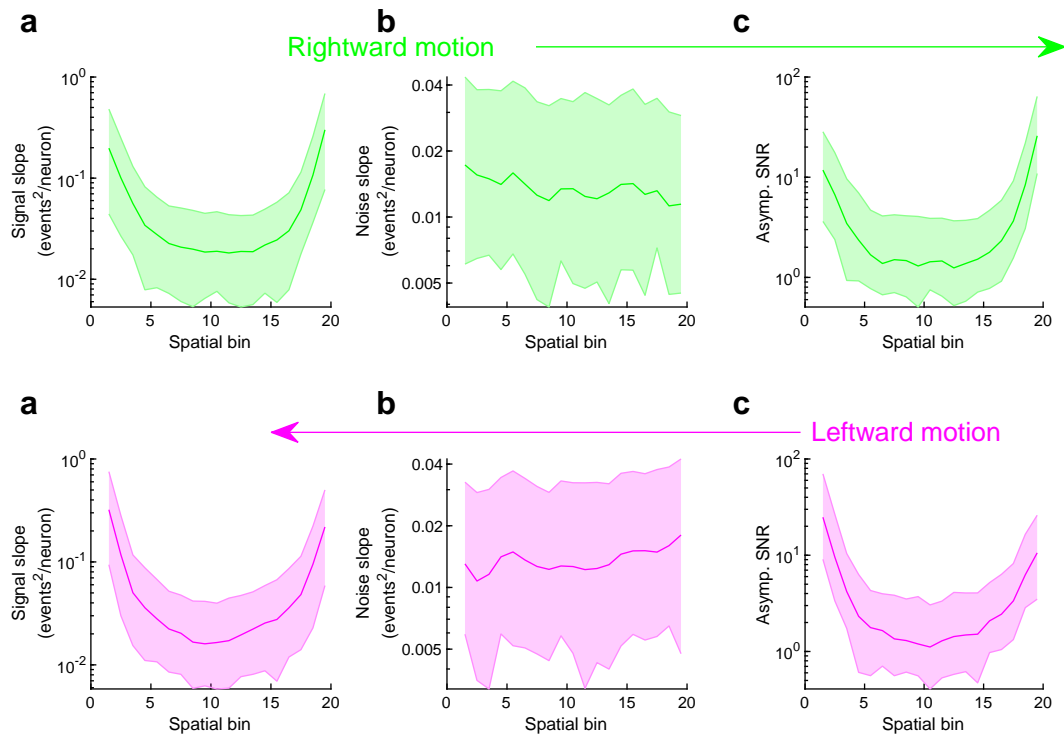 a b c
Rightward motion
10^0
10^-1
10^-2
Signal slope
(events^2/neuron)
0 5 10 15 20
Spatial bin
0.04
0.02
0.01
0.005
Noise slope
(events^2/neuron)
0 5 10 15 20
Spatial bin
10^2
10^1
10^0
Asymp. SNR
0 5 10 15 20
Spatial bin
a b c
Leftward motion
10^0
10^-1
10^-2
Signal slope
(events^2/neuron)
0 5 10 15 20
Spatial bin
0.04
0.02
0.01
0.005
Noise slope
(events^2/neuron)
0 5 10 15 20
Spatial bin
10^2
10^1
10^0
Asymp. SNR
0 5 10 15 20
Spatial bin